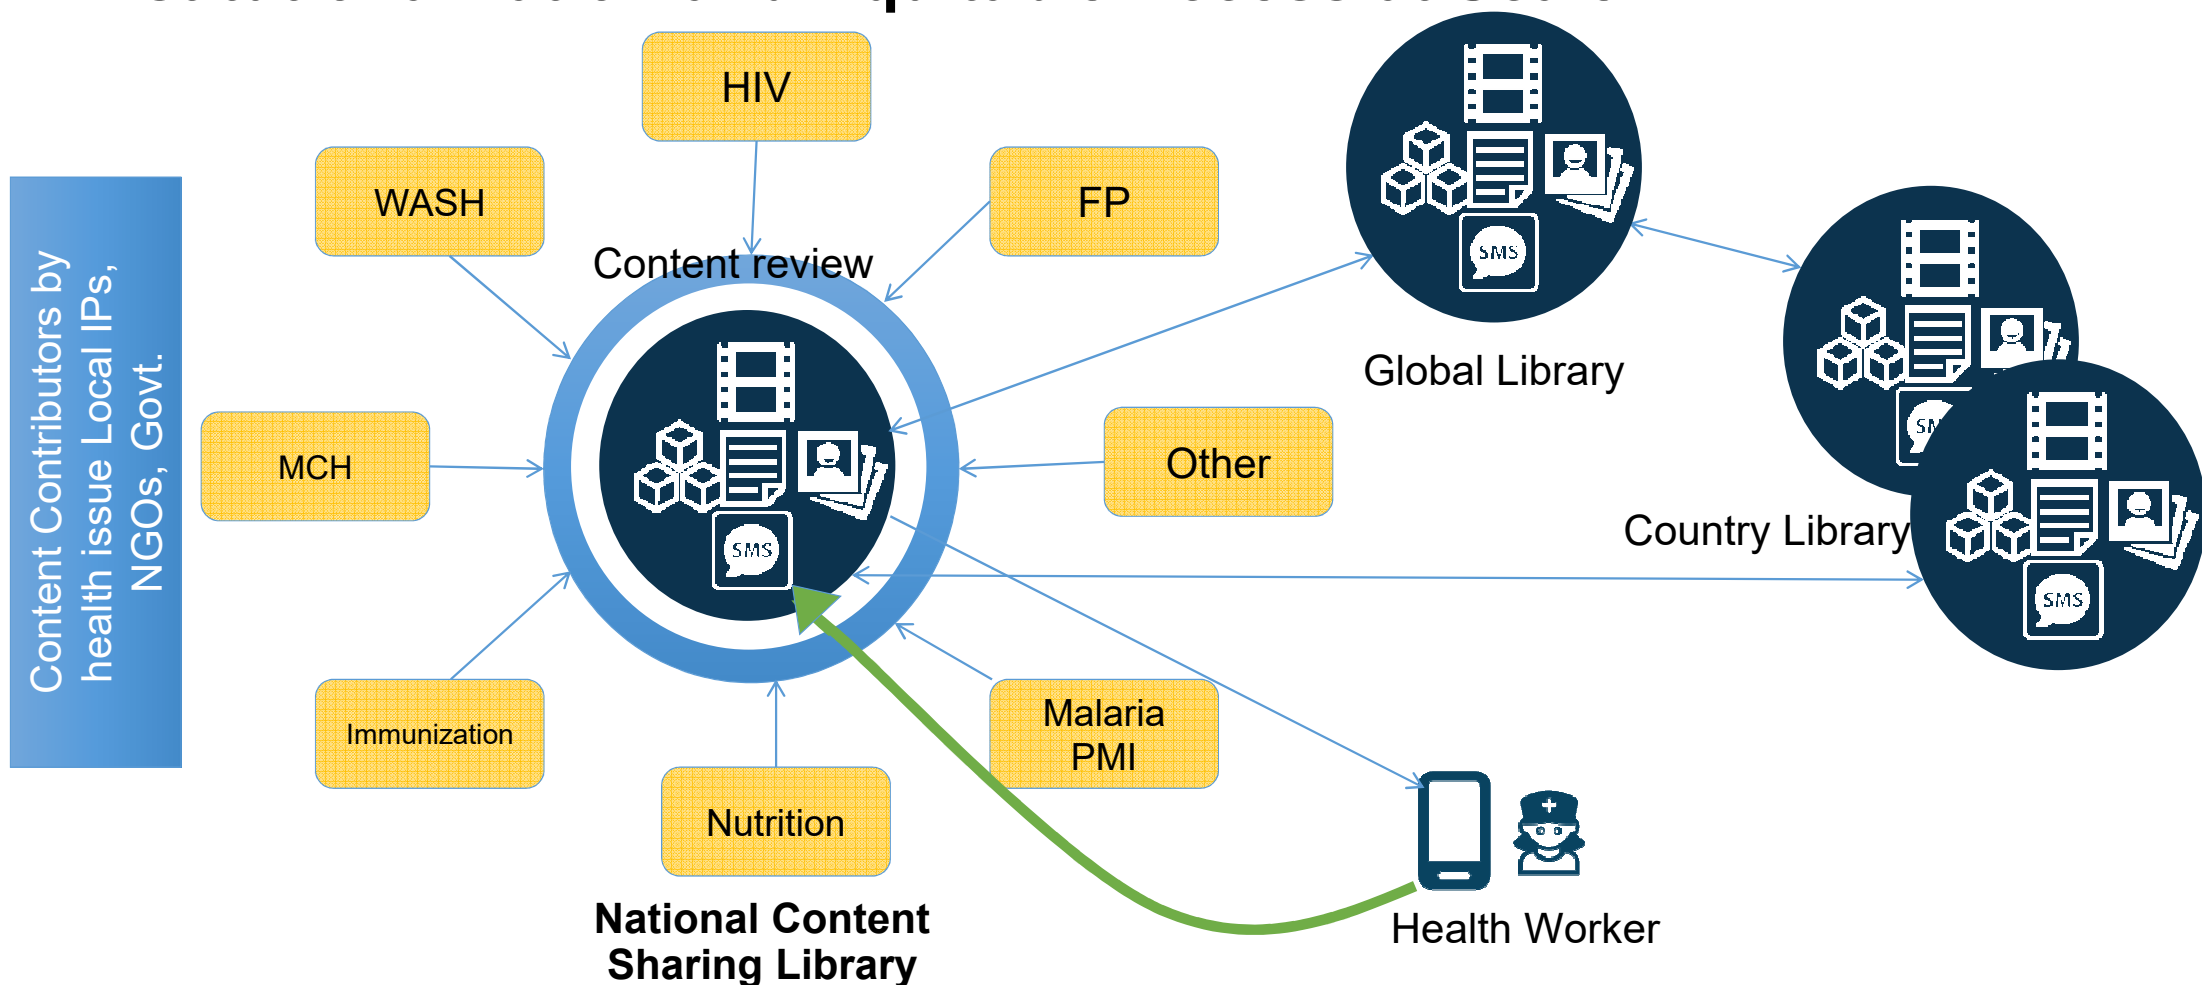 HIV
WASH
FP
Content review
Content Contributors by
health issue Local IPs,
NGOs, Govt.
MCH
Other
Immunization
Nutrition
Malaria
PMI
SMS
National Content
Sharing Library
SMS
Global Library
SM
Country Library
SMS
Health Worker